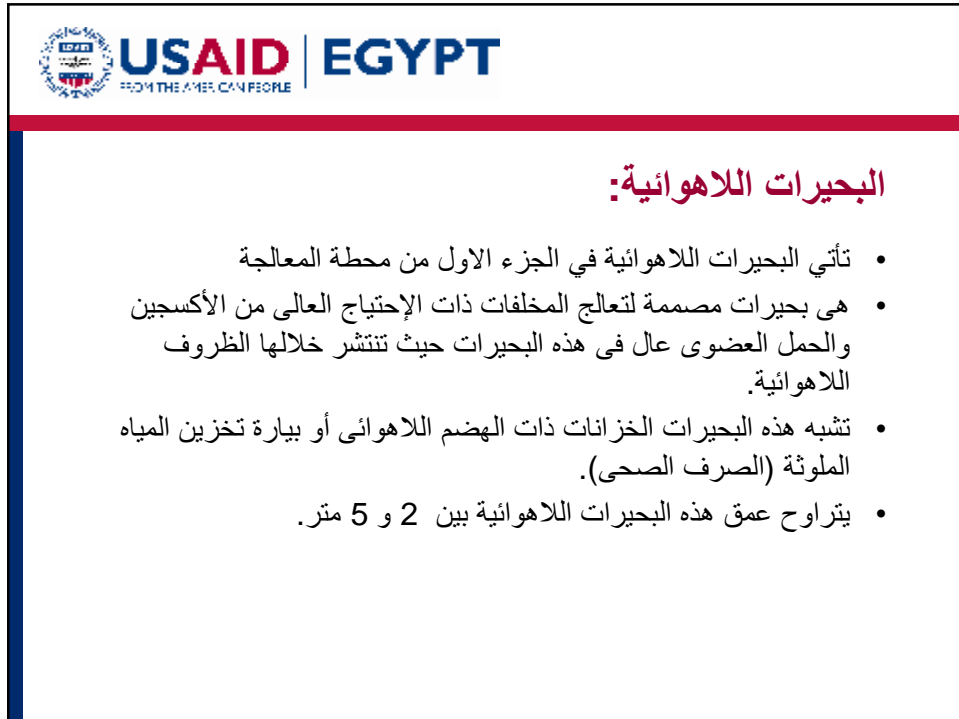 USAID | EGYPT
FROM THE AMERICAN PEOPLE
البحيرات اللاهوائية:
• تأتي البحيرات اللاهوائية في الجزء الاول من محطة المعالجة
• هى بحيرات مصممة لتعالج المخلفات ذات الإحتياج العالى من الأكسجين
والحمل العضوى عال فى هذه البحيرات حيث تنتشر خلالها الظروف
اللاهوائية.
• تشبه هذه البحيرات الخزانات ذات الهضم اللاهوائى أو بيارة تخزين المياه
الملوثة (الصرف الصحى).
• يتراوح عمق هذه البحيرات اللاهوائية بين 2 و 5 متر.